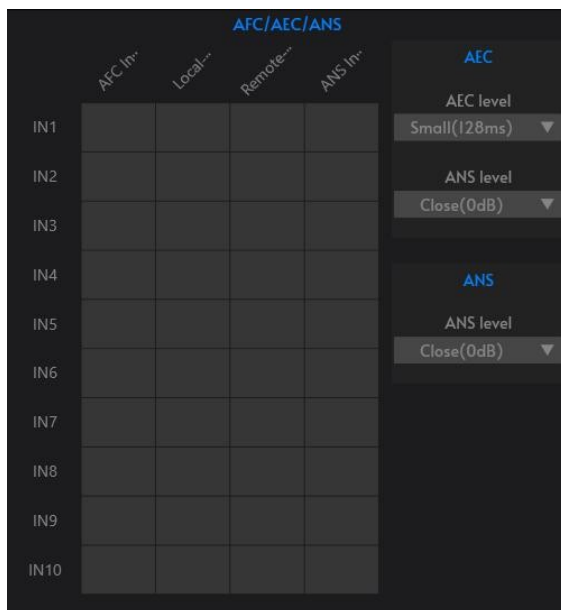 AFC/AEC/ANS
AFC In··
Local···
Remote···
ANS In··
IN1
IN2
IN3
IN4
IN5
IN6
IN7
IN8
IN9
IN10
AEC
AEC level
Small(128ms)
ANS level
Close(0dB)
ANS
ANS level
Close(0dB)